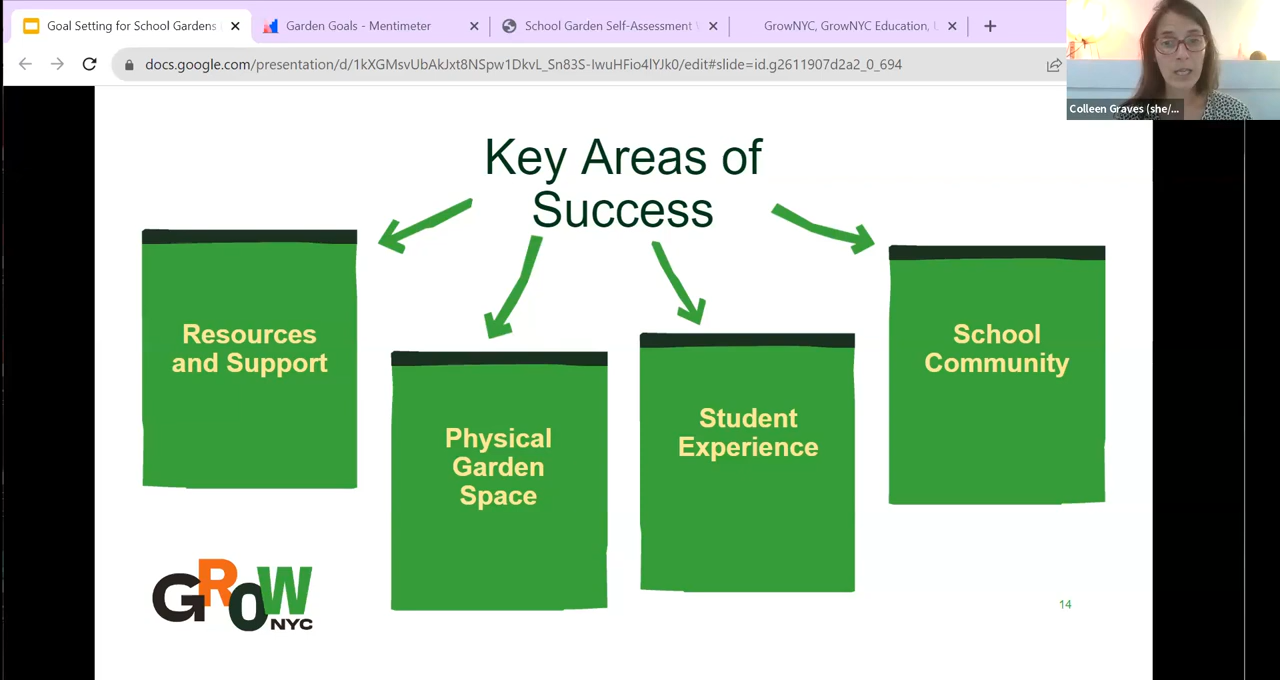 Goal Setting for School Gardens
Garden Goals - Mentimeter
School Garden Self-Assessment
GrowNYC, GrowNYC Education,
docs.google.com/presentation/d/1kXGMsvUbAkJxt8NSpw1DkvL_Sn83S-IwuHFio4lYJk0/edit#slide=id.g2611907d2a2_0_694
Colleen Graves (she/...
Key Areas of
Success
Resources
and Support
Physical
Garden
Space
Student
Experience
School
Community
GROW
NYC
14